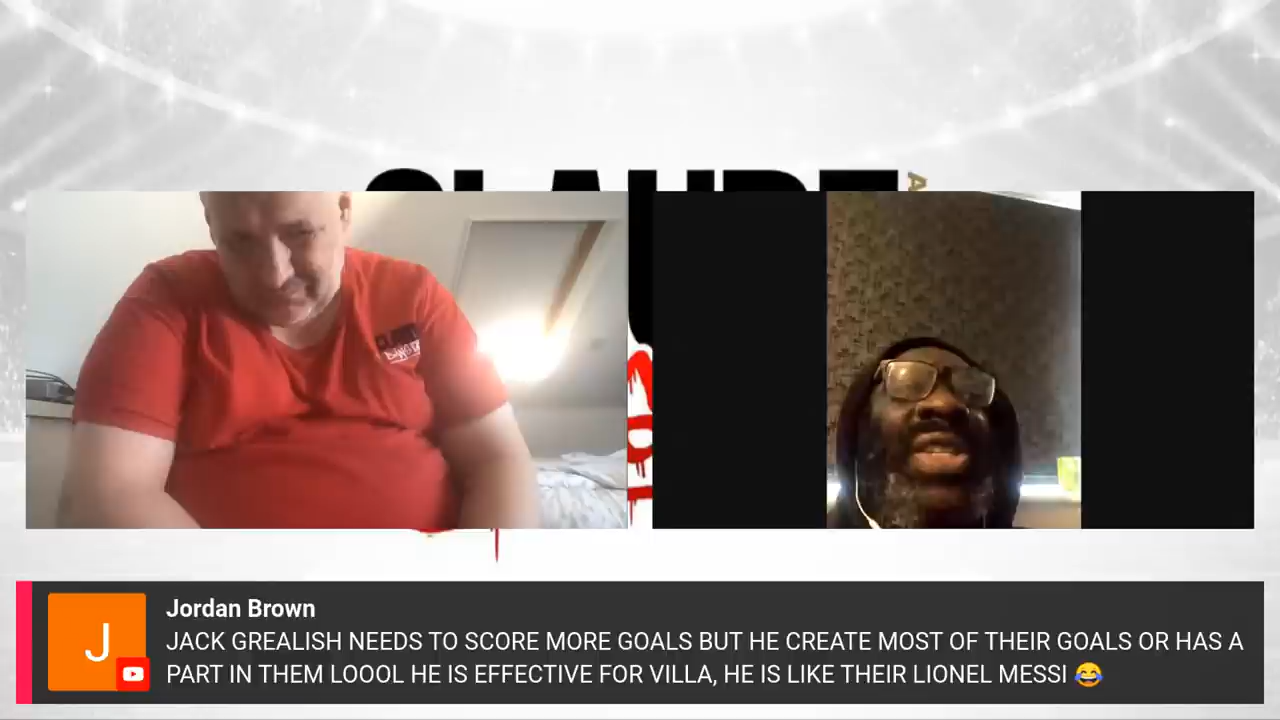 Jordan Brown
JACK GREALISH NEEDS TO SCORE MORE GOALS BUT HE CREATE MOST OF THEIR GOALS OR HAS A
PART IN THEM LOOOL HE IS EFFECTIVE FOR VILLA, HE IS LIKE THEIR LIONEL MESSI 😂
J